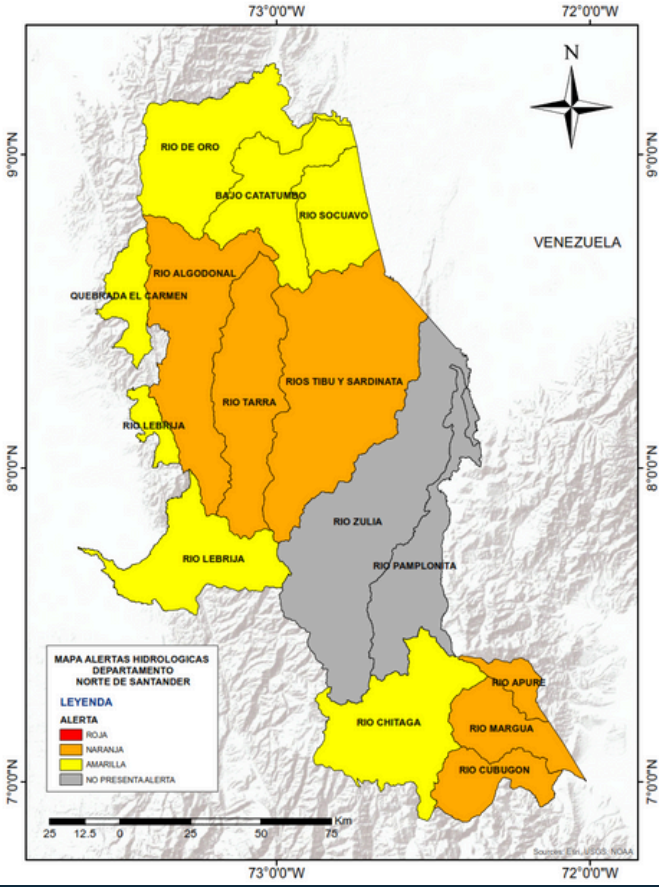 73°0'0"W
72°0'0"W
N
9°0'0"N
9°0'0"N
RIO DE ORO
BAJO CATATUMBO
RIO SOCUAVO
VENEZUELA
RIO ALGODONAL
QUEBRADA EL CARMEN
RIOS TIBU Y SARDINATA
RIO TARRA
RIO LEBRIJA
8°0'0"N
8°0'0"N
RIO ZULIA
RIO LEBRIJA
RIO PAMPLONITA
MAPA ALERTAS HIDROLOGICAS
DEPARTAMENTO
NORTE DE SANTANDER
LEYENDA
ALERTA
ROJA
NARANJA
AMARILLA
NO PRESENTA ALERTA
RIO APURE
RIO CHITAGA
RIO MARGUA
RIO CUBUGON
7°0'0"N
7°0'0"N
25 12.5 0 25 50 75 Km
Sources: Esri, USGS, NOAA
73°0'0"W
72°0'0"W